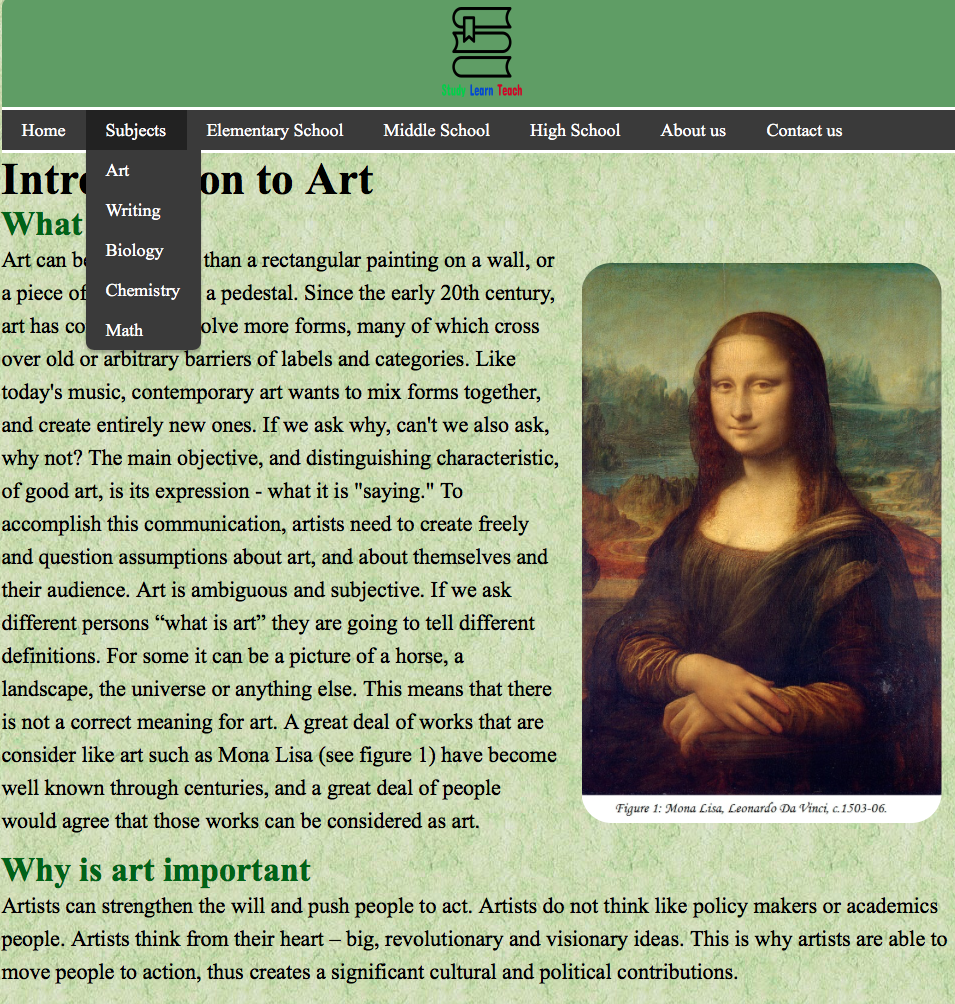 Learn Teach
Home Subjects Elementary School Middle School High School About us Contact us
Art
Writing
Biology
Chemistry
Math
on to Art
What
Art can than a rectangular painting on a wall, or
a piece of a pedestal. Since the early 20th century,
art has more forms, many of which cross
over old or arbitrary barriers of labels and categories. Like
today's music, contemporary art wants to mix forms together,
and create entirely new ones. If we ask why, can't we also ask,
why not? The main objective, and distinguishing characteristic,
of good art, is its expression - what it is "saying." To
accomplish this communication, artists need to create freely
and question assumptions about art, and about themselves and
their audience. Art is ambiguous and subjective. If we ask
different persons “what is art” they are going to tell different
definitions. For some it can be a picture of a horse, a
landscape, the universe or anything else. This means that there
is not a correct meaning for art. A great deal of works that are
consider like art such as Mona Lisa (see figure 1) have become
well known through centuries, and a great deal of people
would agree that those works can be considered as art.
Figure 1: Mona Lisa, Leonardo Da Vinci, c.1503-06.
Why is art important
Artists can strengthen the will and push people to act. Artists do not think like policy makers or academics
people. Artists think from their heart – big, revolutionary and visionary ideas. This is why artists are able to
move people to action, thus creates a significant cultural and political contributions.